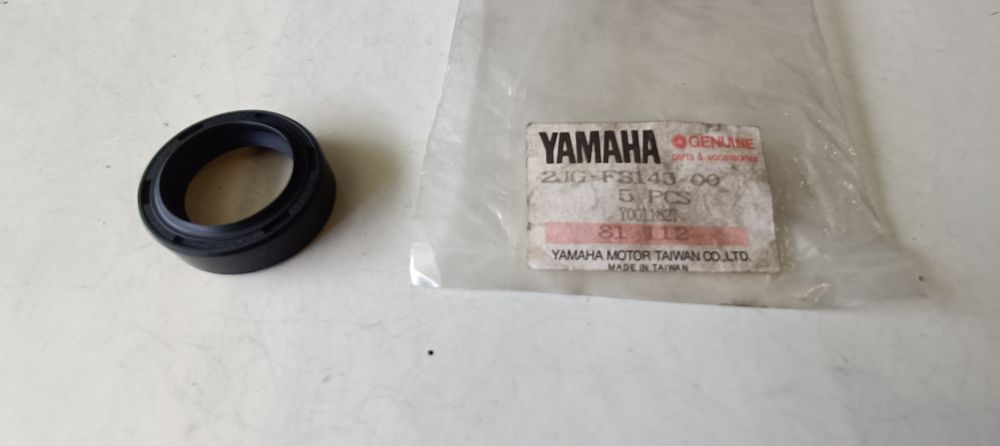 YAMAHA
GENUINE
parts & accessories
2JG-F3145-00
5 PCS
Y0G1182T
81 112
YAMAHA MOTOR TAIWAN CO.,LTD.
MADE IN TAIWAN